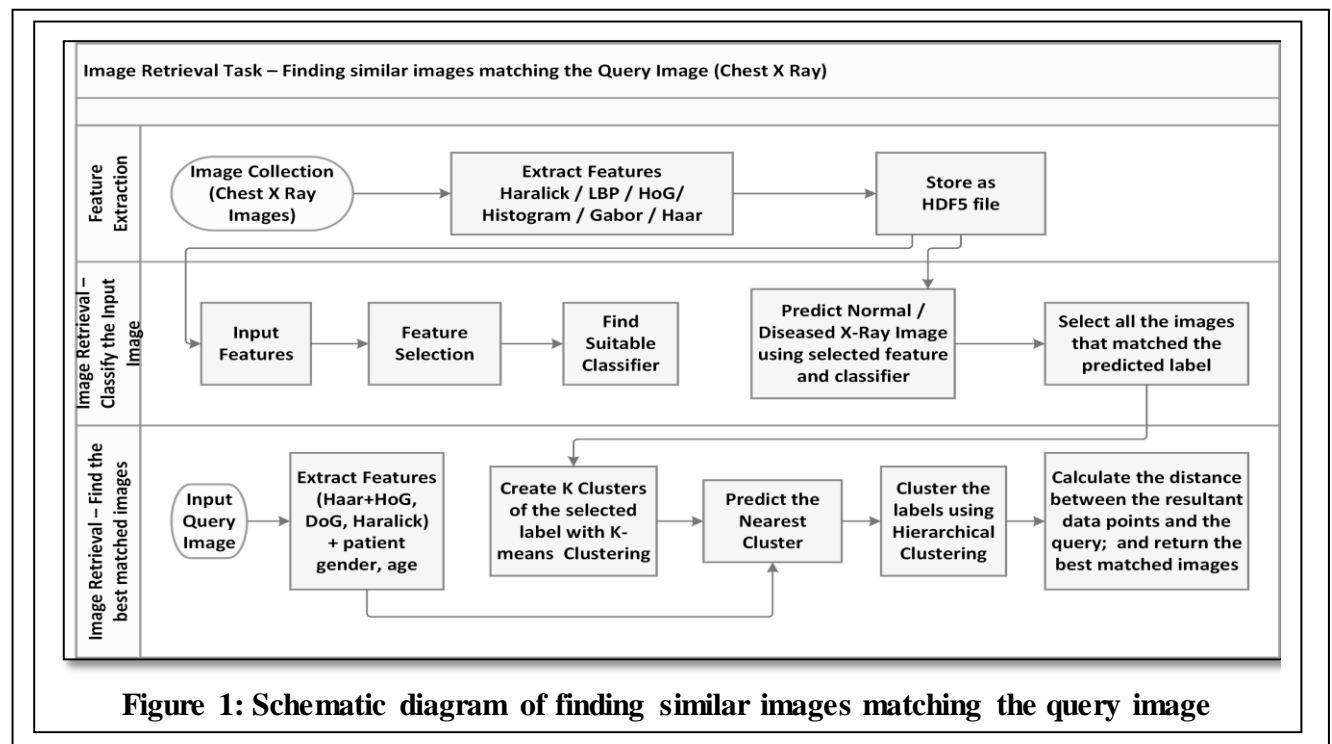 Image Retrieval Task – Finding similar images matching the Query Image (Chest X Ray)
Feature
Extraction
Image Collection
(Chest X Ray
Images)
Extract Features
Haralick / LBP / HoG/
Histogram / Gabor / Haar
Store as
HDF5 file
Image Retrieval –
Classify the Input
Image
Input
Features
Feature
Selection
Find
Suitable
Classifier
Predict Normal /
Diseased X-Ray Image
using selected feature
and classifier
Select all the images
that matched the
predicted label
Image Retrieval – Find the
best matched images
Input
Query
Image
Extract Features
(Haar+HoG,
DoG, Haralick)
+ patient
gender, age
Create K Clusters
of the selected
label with K-
means Clustering
Predict the
Nearest
Cluster
Cluster the
labels using
Hierarchical
Clustering
Calculate the distance
between the resultant
data points and the
query; and return the
best matched images
Figure 1: Schematic diagram of finding similar images matching the query image